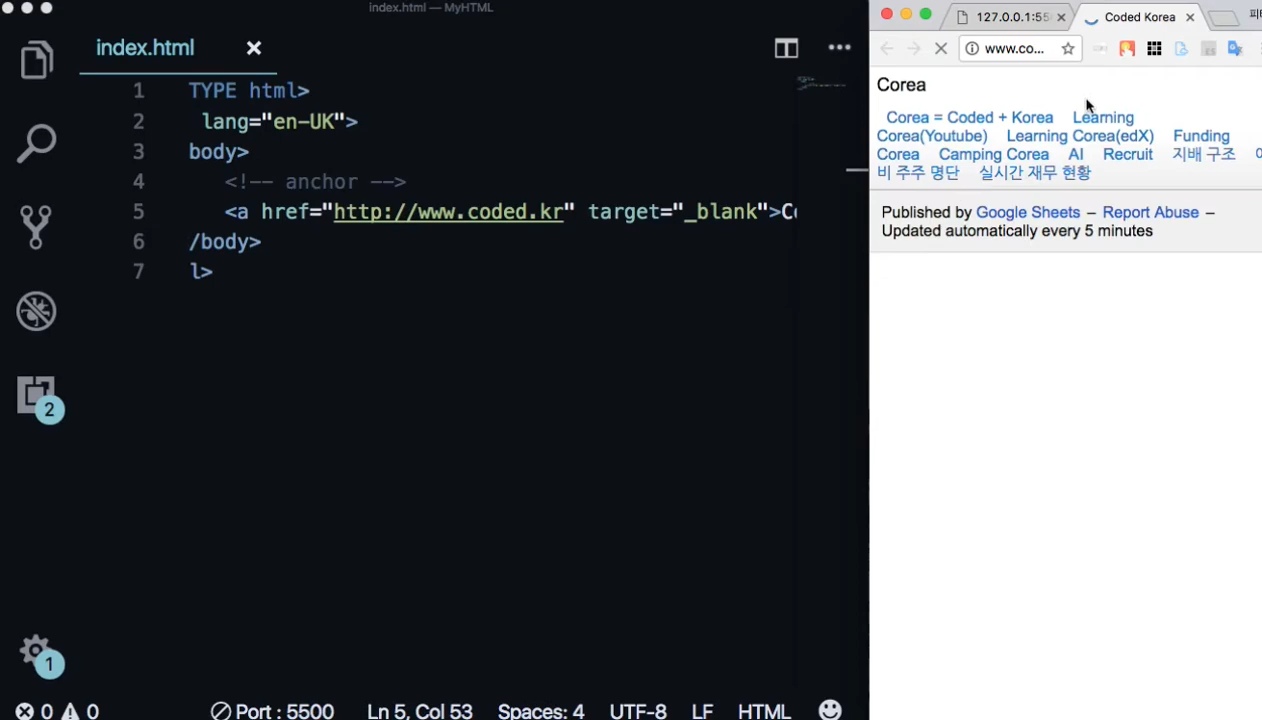 index.html — MyHTML
index.html
1 TYPE html>
2 lang="en-UK">
3 body>
4 <!-- anchor -->
5 <a href="http://www.coded.kr" target="_blank">Co
6 /body>
7 l>
2
1
0 0
Port : 5500
Ln 5, Col 53
Spaces: 4
UTF-8
LF
HTML
127.0.0.1:55
Coded Korea
www.co...
Corea
Corea = Coded + Korea Learning
Corea(Youtube) Learning Corea(edX) Funding
Corea Camping Corea AI Recruit 지배 구조
비 주주 명단 실시간 재무 현황
Published by Google Sheets – Report Abuse –
Updated automatically every 5 minutes